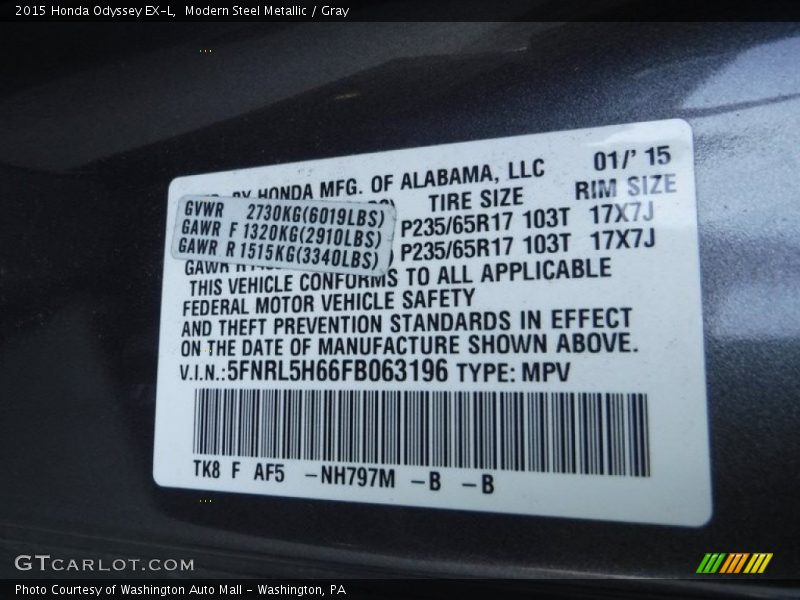 2015 Honda Odyssey EX-L,  Modern Steel Metallic / Gray
BY HONDA MFG. OF ALABAMA, LLC 01/' 15
TIRE SIZE RIM SIZE
GVWR 2730KG(6019LBS)
GAWR F 1320KG(2910LBS) P235/65R17 103T 17X7J
GAWR R 1515KG(3340LBS) P235/65R17 103T 17X7J
GAWR R
THIS VEHICLE CONFORMS TO ALL APPLICABLE
FEDERAL MOTOR VEHICLE SAFETY
AND THEFT PREVENTION STANDARDS IN EFFECT
ON THE DATE OF MANUFACTURE SHOWN ABOVE.
V.I.N.:5FNRL5H66FB063196 TYPE: MPV
TK8 F AF5 -NH797M -B -B
GTCARLOT.COM
Photo Courtesy of Washington Auto Mall - Washington, PA